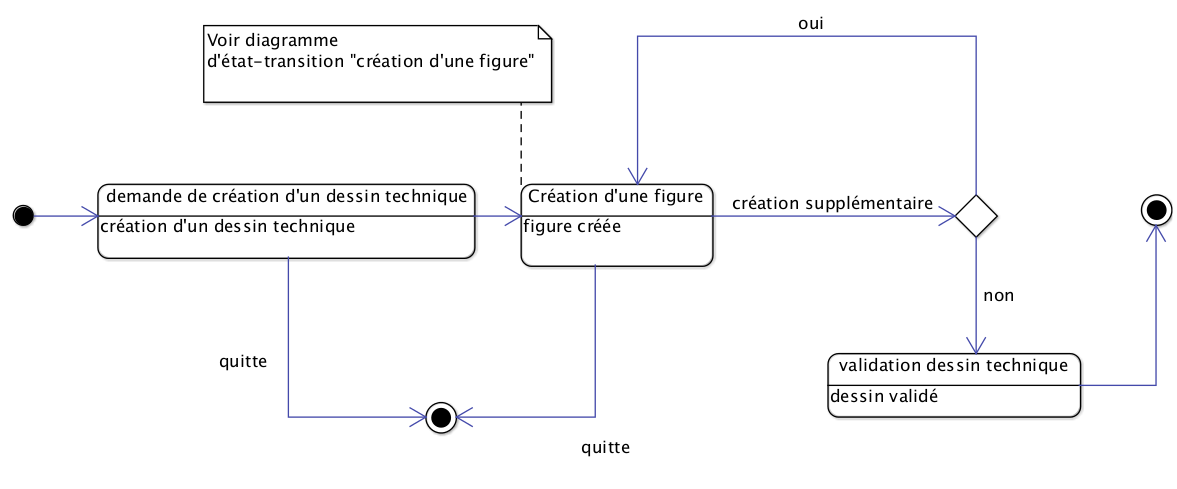 oui
Voir diagramme
d'état-transition "création d'une figure"
demande de création d'un dessin technique
création d'un dessin technique
Création d'une figure
figure créée
création supplémentaire
non
quitte
validation dessin technique
dessin validé
quitte